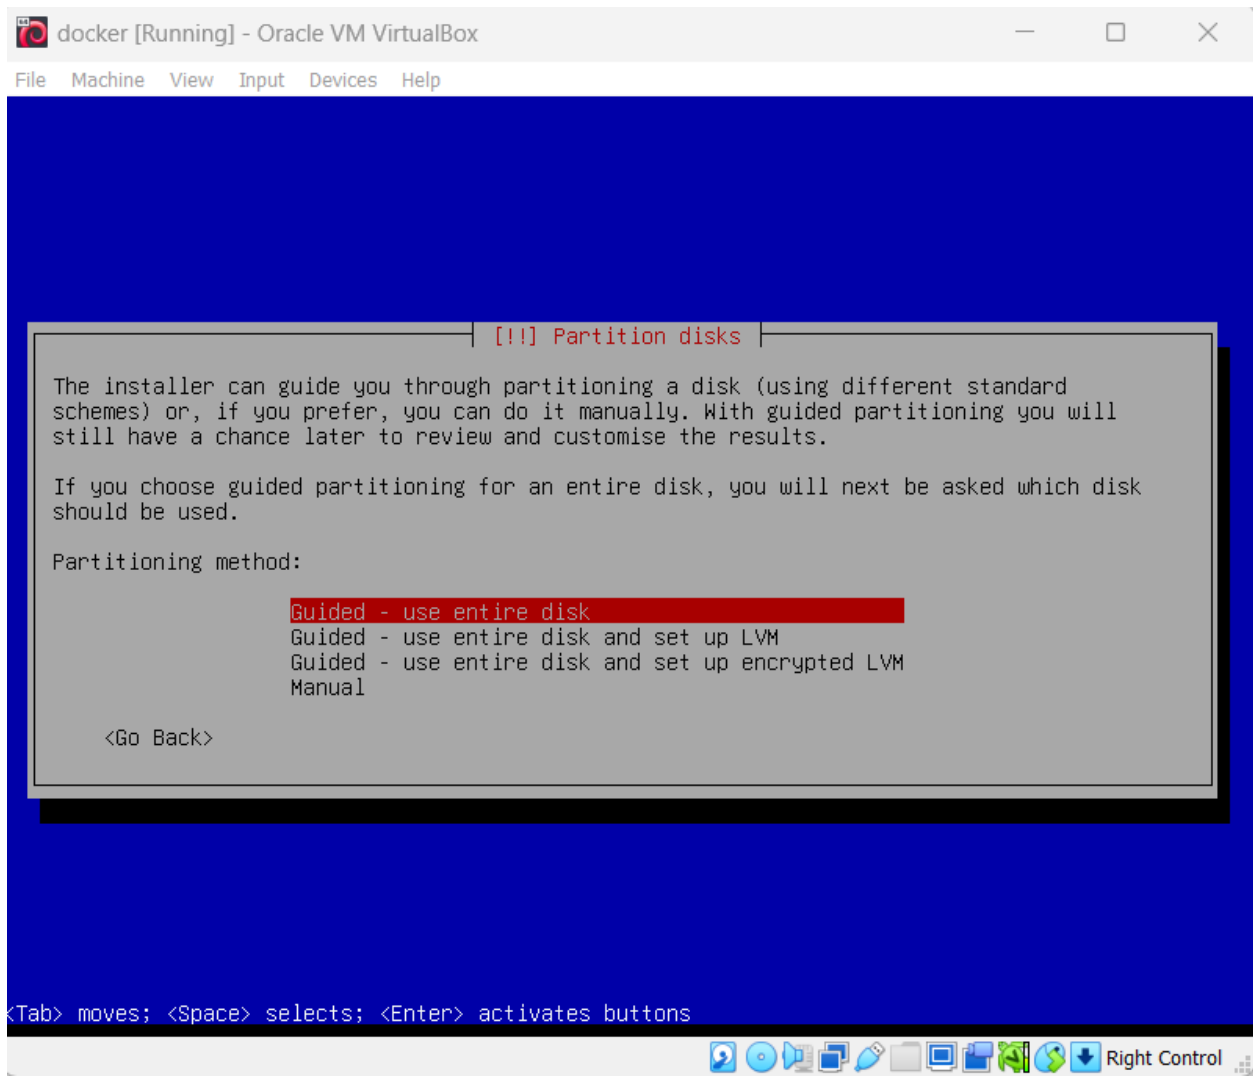 docker [Running] - Oracle VM VirtualBox
File Machine View Input Devices Help
[!!] Partition disks
The installer can guide you through partitioning a disk (using different standard
schemes) or, if you prefer, you can do it manually. With guided partitioning you will
still have a chance later to review and customise the results.
If you choose guided partitioning for an entire disk, you will next be asked which disk
should be used.
Partitioning method:
Guided - use entire disk
Guided - use entire disk and set up LVM
Guided - use entire disk and set up encrypted LVM
Manual
<Go Back>
<Tab> moves; <Space> selects; <Enter> activates buttons
Right Control